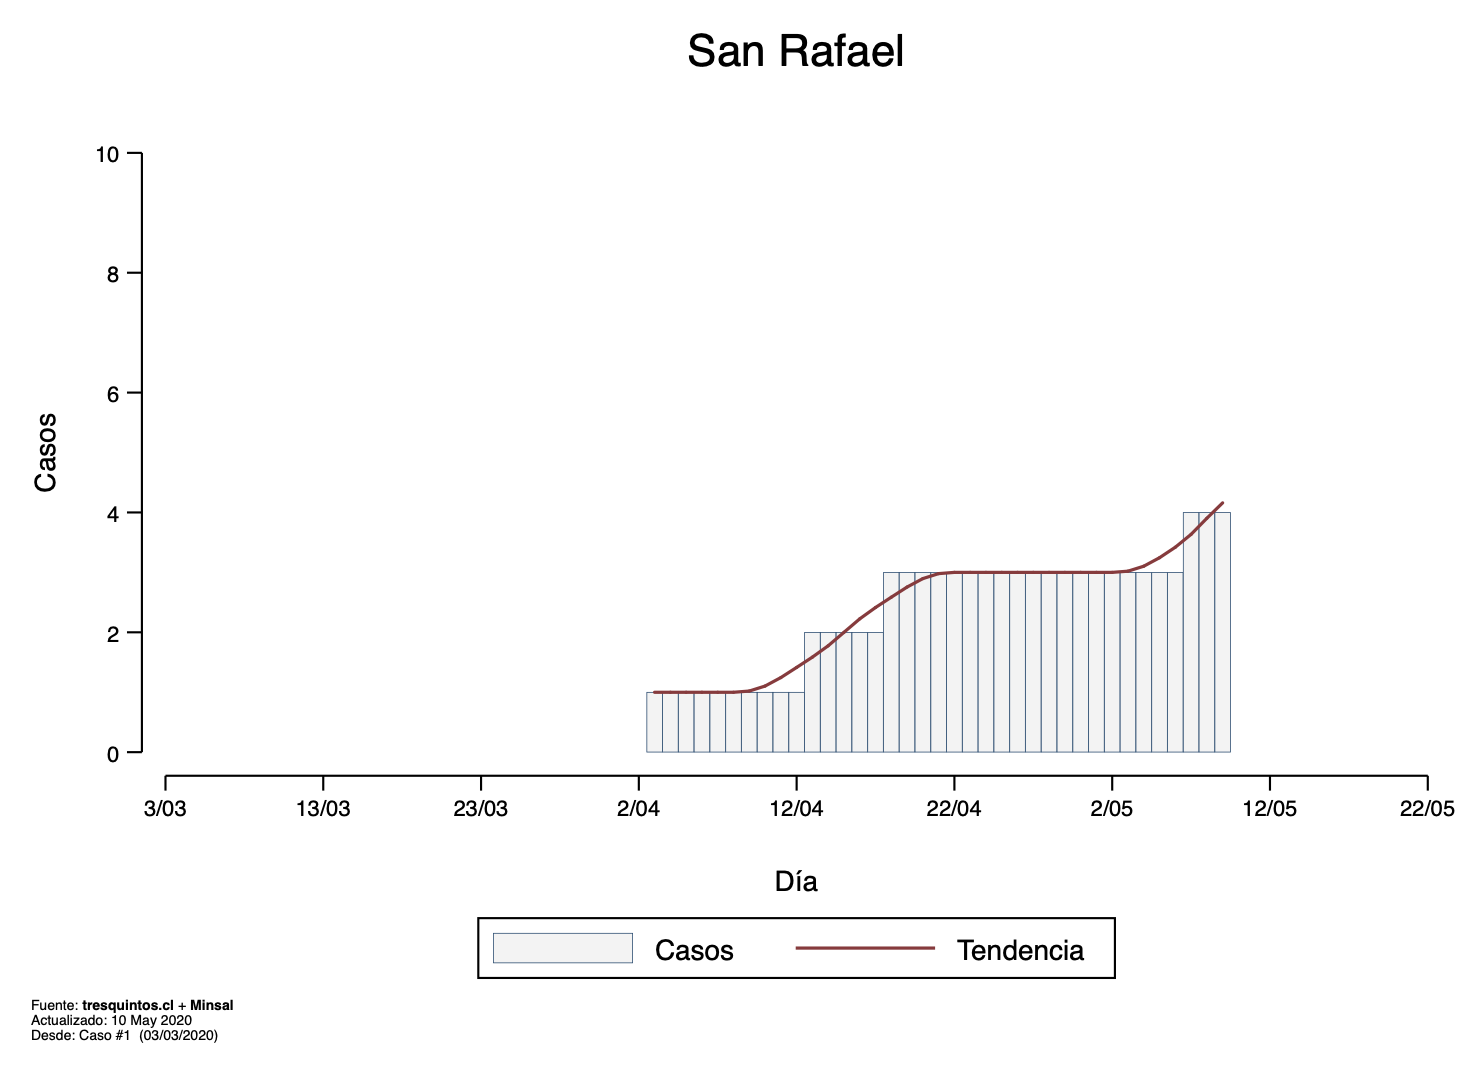 San Rafael
10
8
6
4
2
0
Casos
3/03 13/03 23/03 2/04 12/04 22/04 2/05 12/05 22/05
Día
Casos Tendencia
Fuente: tresquintos.cl + Minsal
Actualizado: 10 May 2020
Desde: Caso #1 (03/03/2020)